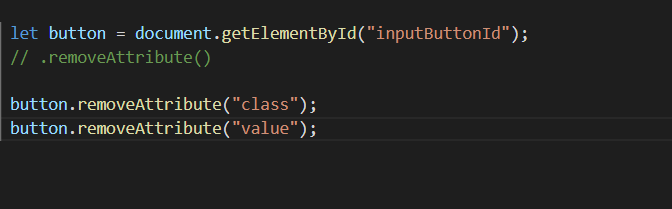 let button = document.getElementById("inputButtonId");
// .removeAttribute()
button.removeAttribute("class");
button.removeAttribute("value");